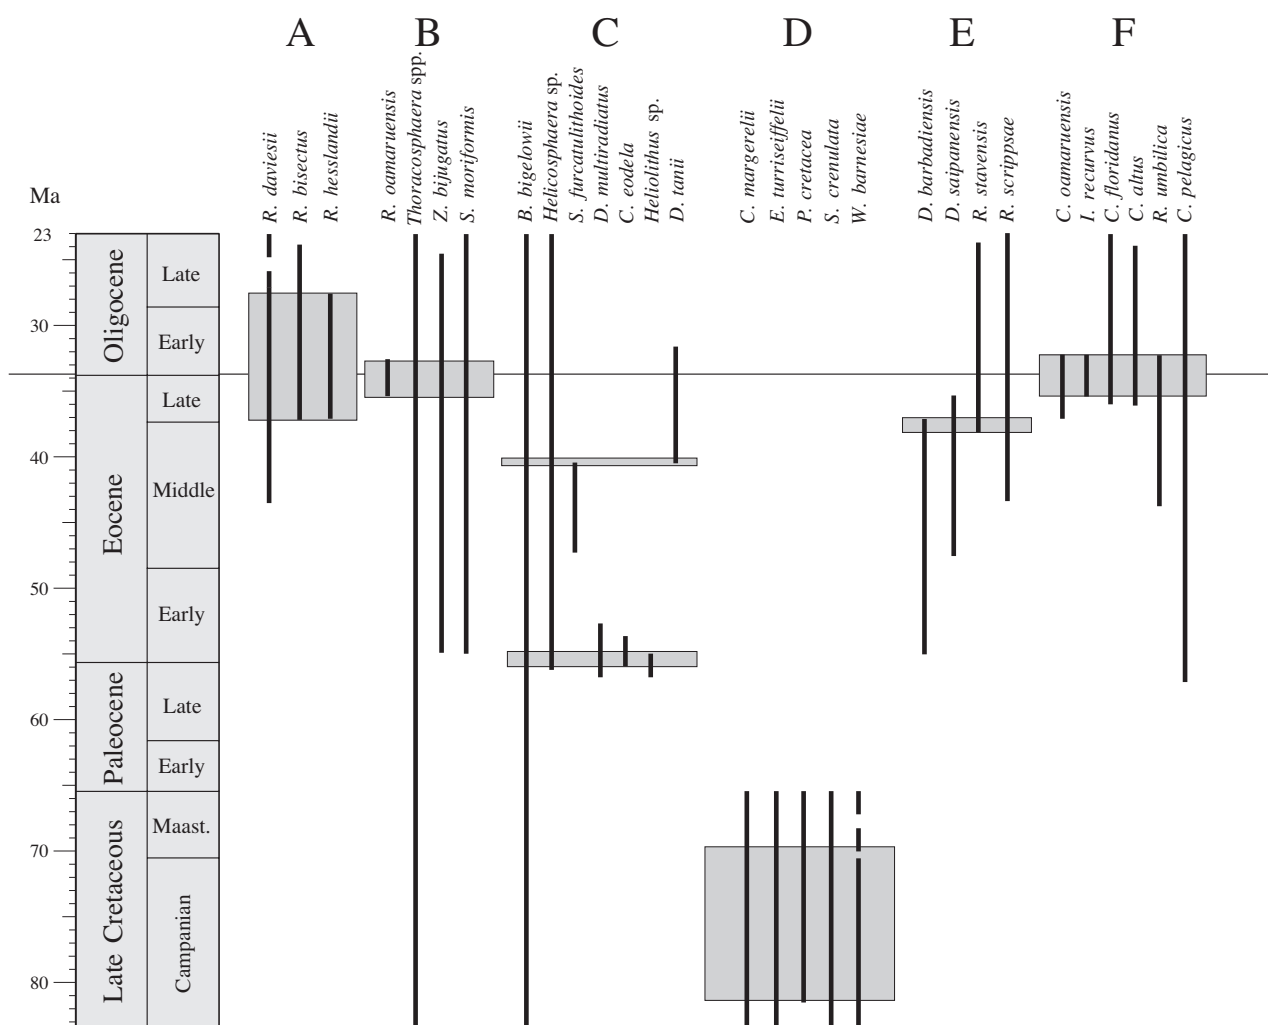 A B C D E F
R. daviesii
R. bisectus
R. hesslandii
R. oamaruensis
Thoracosphaera spp.
Z. bijugatus
S. moriformis
B. bigelowii
Helicosphaera sp.
S. furcatulithoides
D. multiradiatus
C. eodela
Heliolithus sp.
D. tanii
C. margerelii
E. turriseiffelii
P. cretacea
S. crenulata
W. barnesiae
D. barbadiensis
D. saipanensis
R. stavensis
R. scrippsae
C. oamaruensis
I. recurvus
C. floridanus
C. altus
R. umbilica
C. pelagicus
Ma
23
30
40
50
60
70
80
Oligocene
Late
Early
Eocene
Late
Middle
Early
Paleocene
Late
Early
Late Cretaceous
Maast.
Campanian